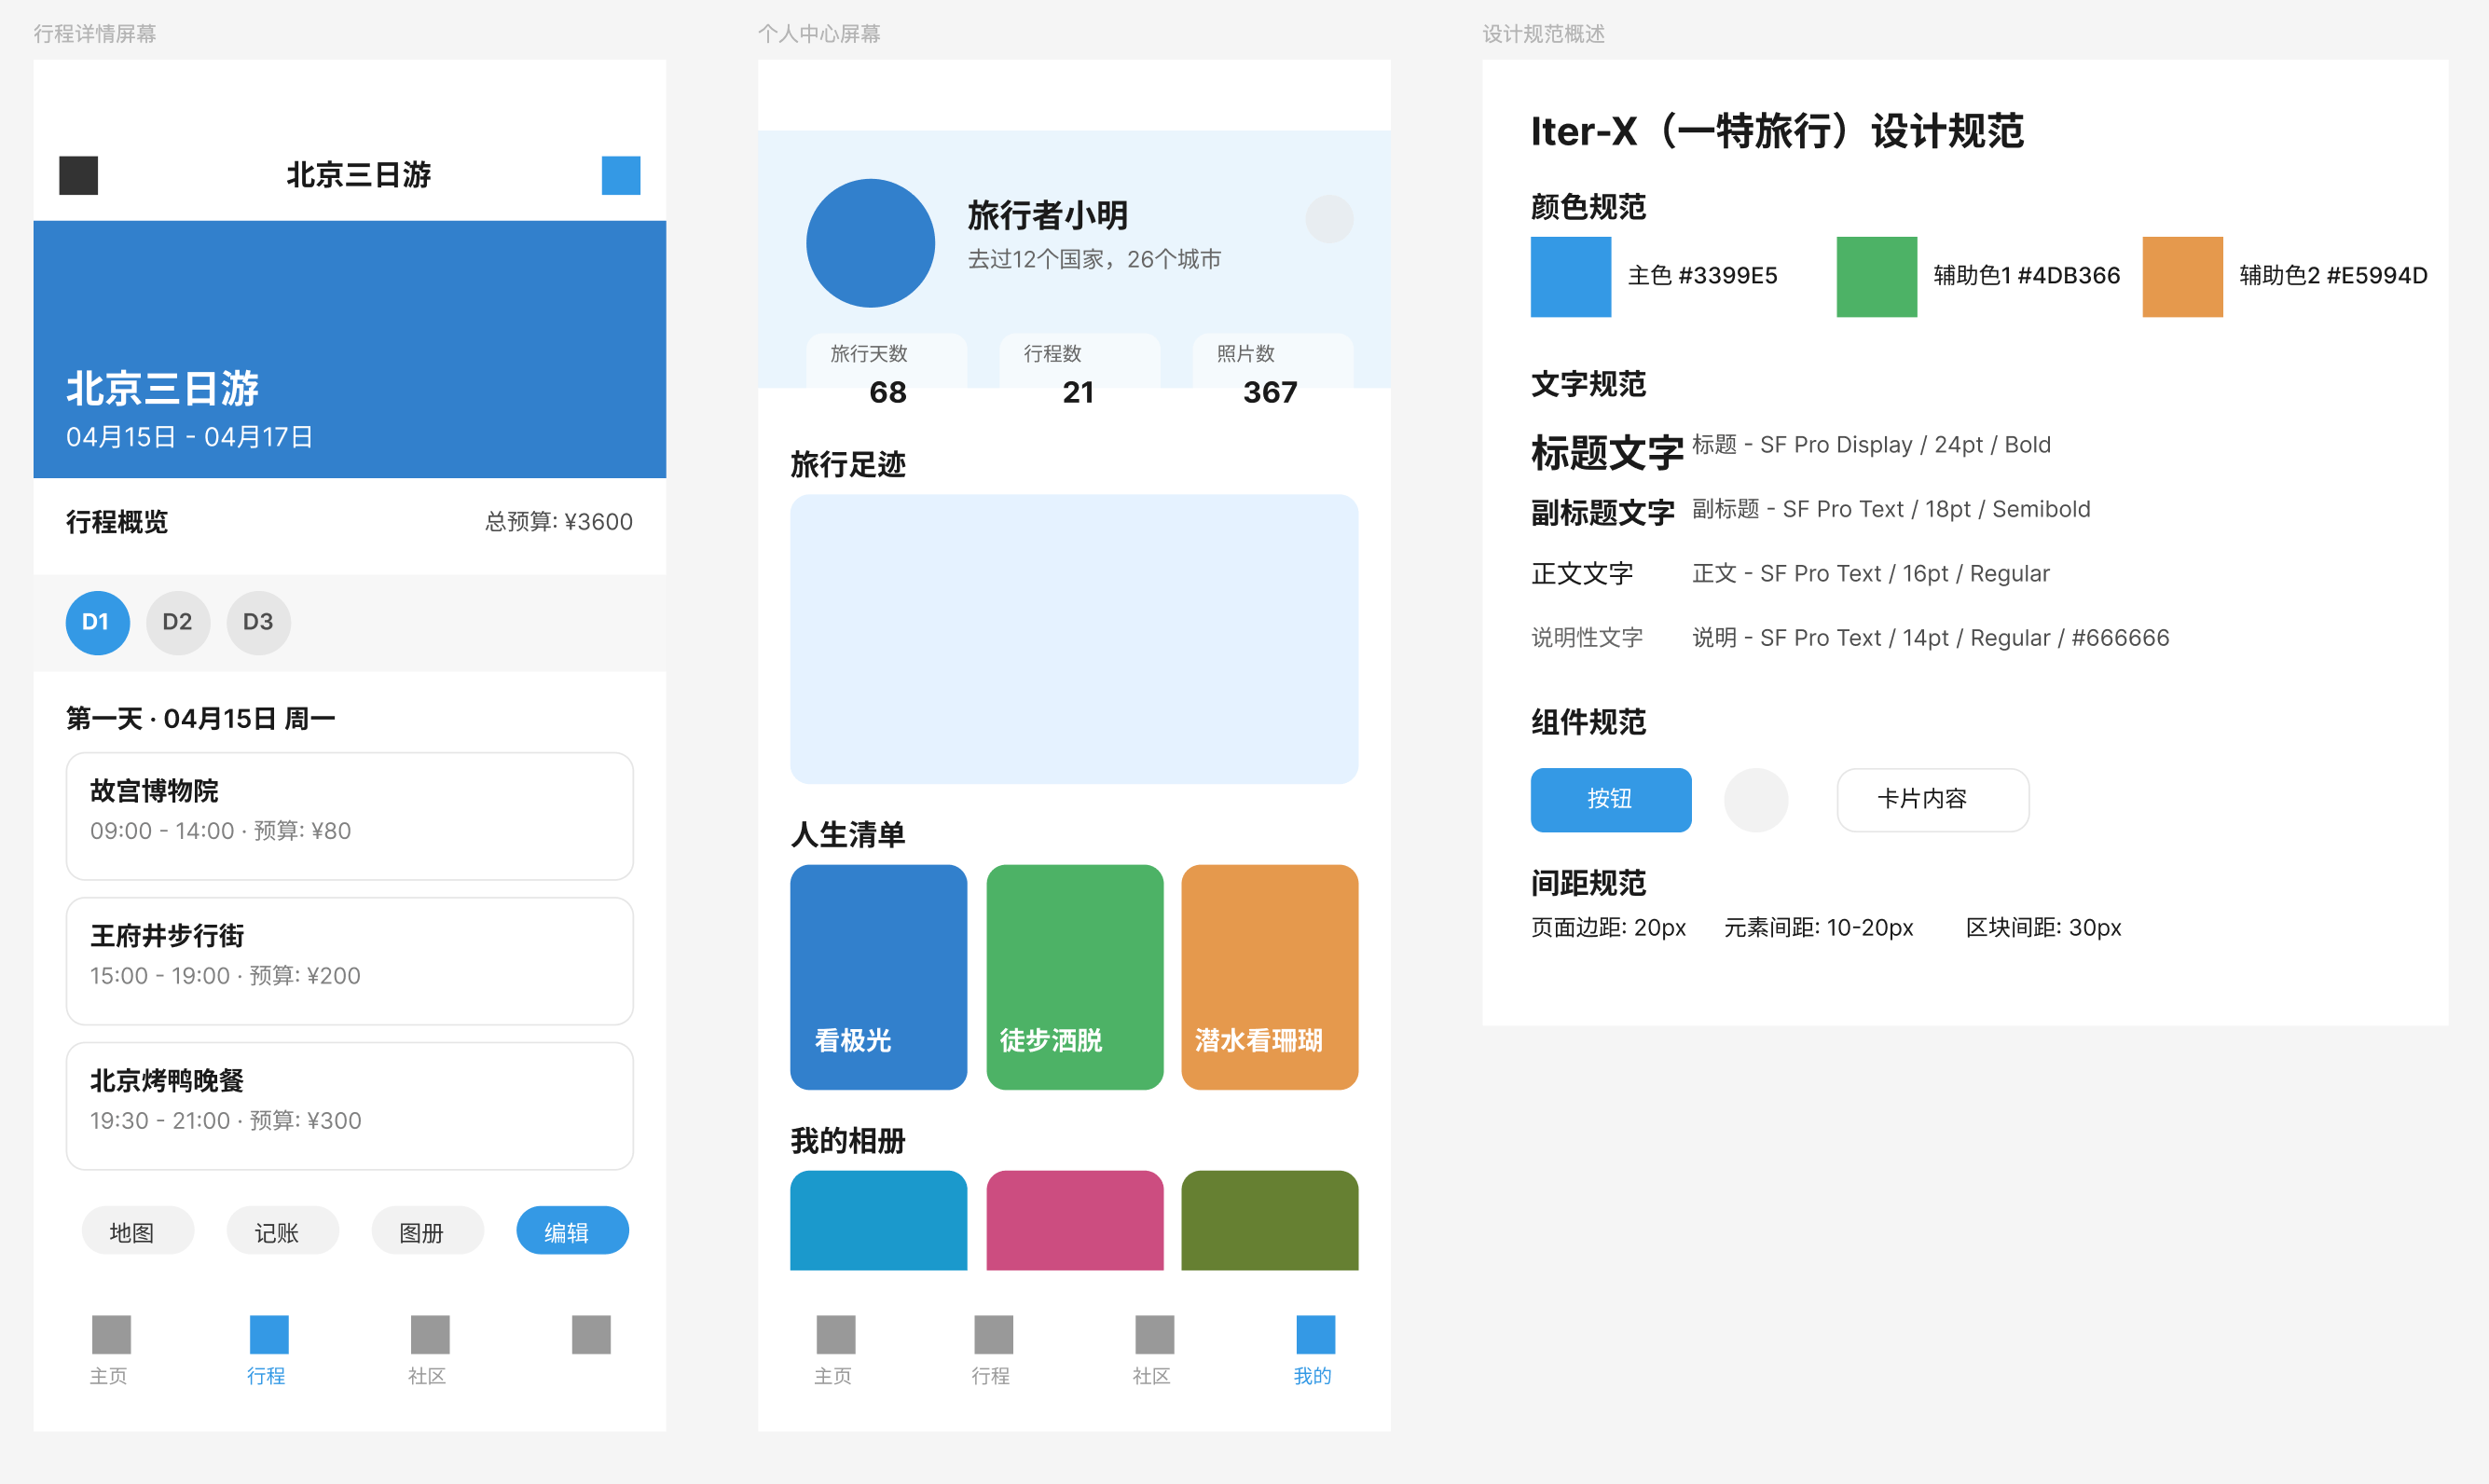 行程详情屏幕
北京三日游
北京三日游
04月15日 - 04月17日
行程概览
总预算: ¥3600
D1
D2
D3
第一天 · 04月15日 周一
故宫博物院
09:00 - 14:00 · 预算: ¥80
王府井步行街
15:00 - 19:00 · 预算: ¥200
北京烤鸭晚餐
19:30 - 21:00 · 预算: ¥300
地图
记账
图册
编辑
主页
行程
社区
个人中心屏幕
旅行者小明
去过12个国家，26个城市
旅行天数
68
行程数
21
照片数
367
旅行足迹
人生清单
看极光
徒步洒脱
潜水看珊瑚
我的相册
主页
行程
社区
我的
设计规范概述
Iter-X（一特旅行）设计规范
颜色规范
主色 #3399E5
辅助色1 #4DB366
辅助色2 #E5994D
文字规范
标题文字
标题 - SF Pro Display / 24pt / Bold
副标题文字
副标题 - SF Pro Text / 18pt / Semibold
正文文字
正文 - SF Pro Text / 16pt / Regular
说明性文字
说明 - SF Pro Text / 14pt / Regular / #666666
组件规范
按钮
卡片内容
间距规范
页面边距: 20px
元素间距: 10-20px
区块间距: 30px